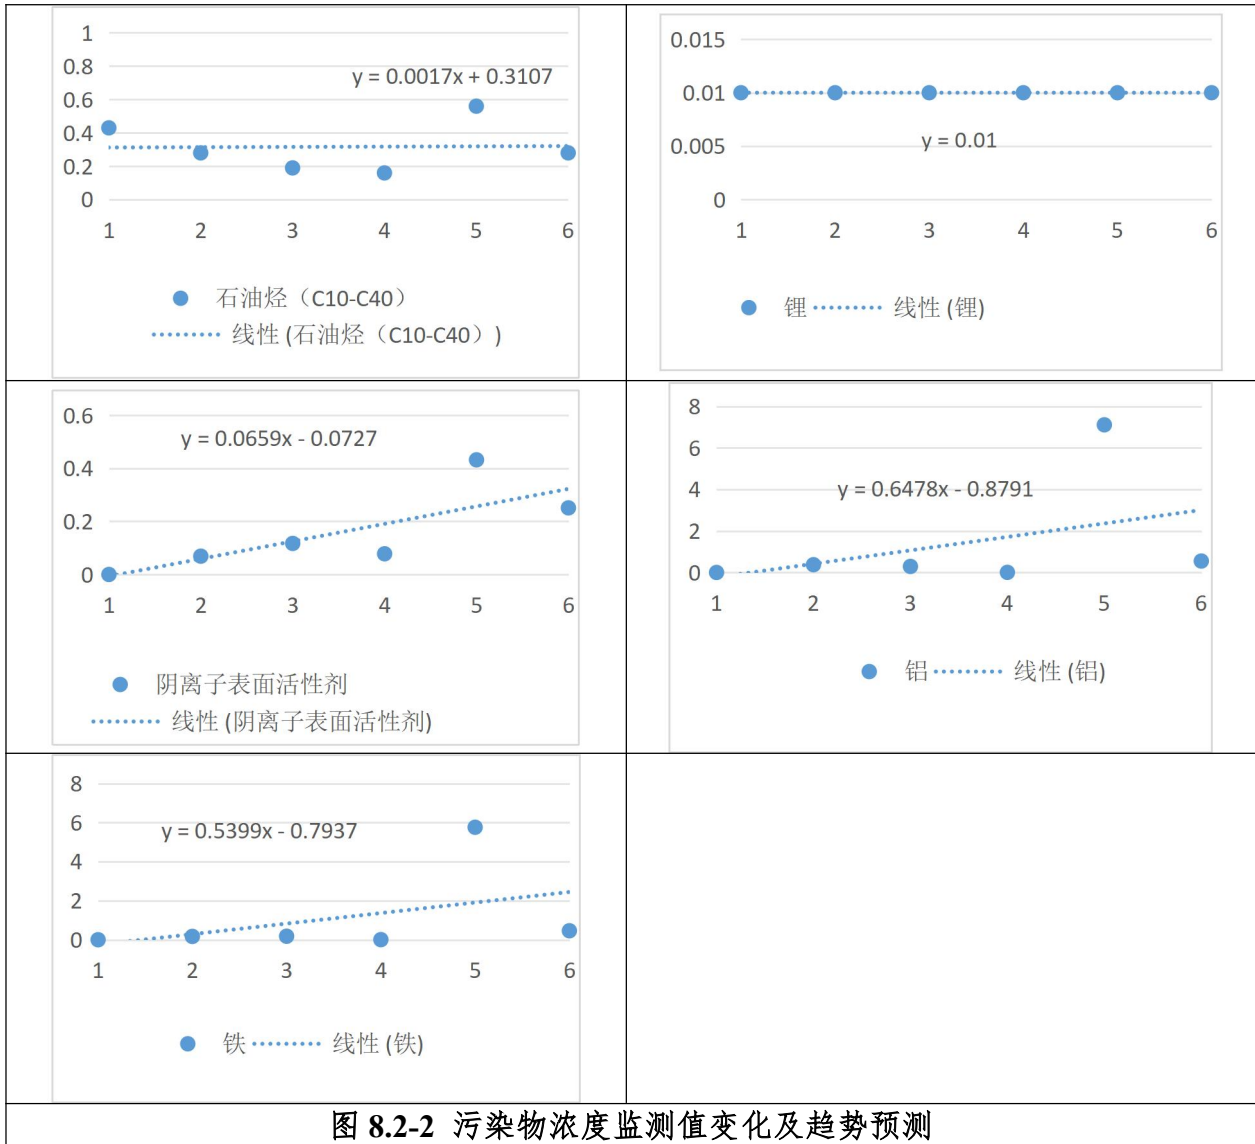 1
0.8
y = 0.0017x + 0.3107
0.6
0.4
0.2
0
1 2 3 4 5 6
石油烃（C10-C40）
线性 (石油烃（C10-C40）)
0.015
0.01
y = 0.01
0.005
0
1 2 3 4 5 6
锂 线性 (锂)
0.6
y = 0.0659x - 0.0727
0.4
0.2
0
1 2 3 4 5 6
阴离子表面活性剂
线性 (阴离子表面活性剂)
8
6
4
y = 0.6478x - 0.8791
2
0
1 2 3 4 5 6
铝 线性 (铝)
8
6
y = 0.5399x - 0.7937
4
2
0
1 2 3 4 5 6
铁 线性 (铁)
图 8.2-2 污染物浓度监测值变化及趋势预测